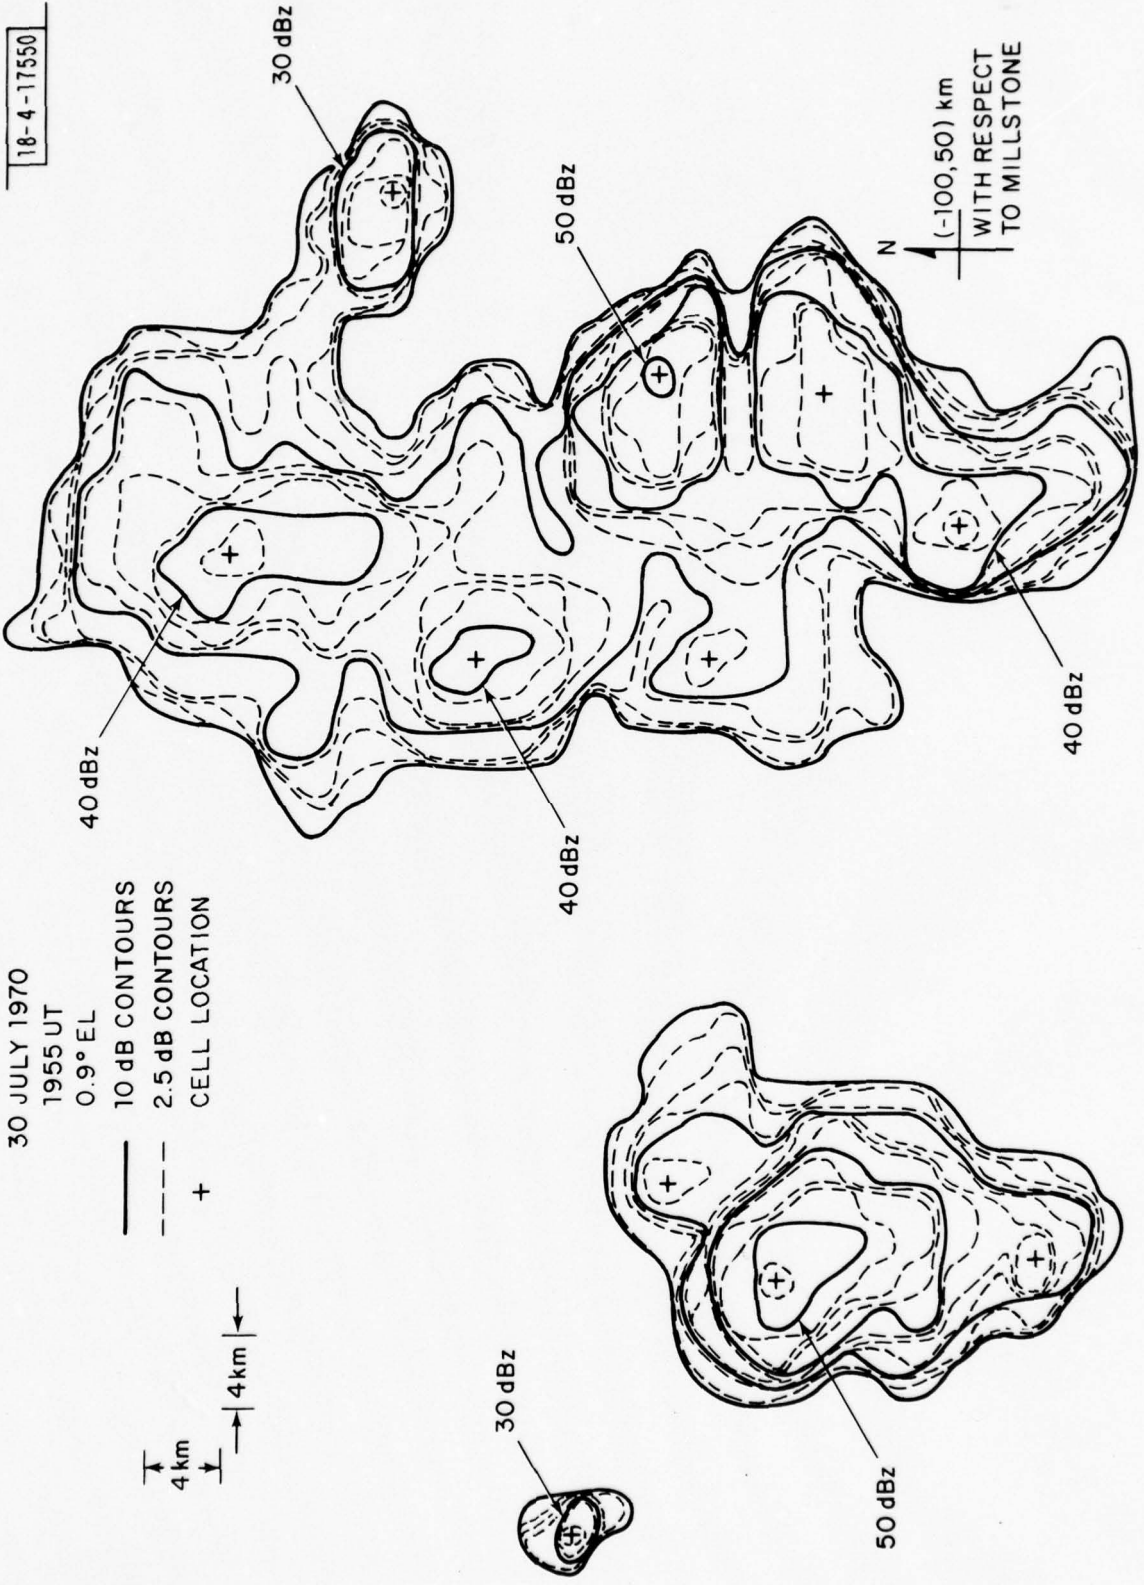 18-4-17550
30 JULY 1970
1955 UT
0.9° EL
10 dB CONTOURS
2.5 dB CONTOURS
+ CELL LOCATION
4 km
4 km
30 dBz
40 dBz
40 dBz
50 dBz
30 dBz
50 dBz
40 dBz
N
(-100,50) km
WITH RESPECT
TO MILLSTONE